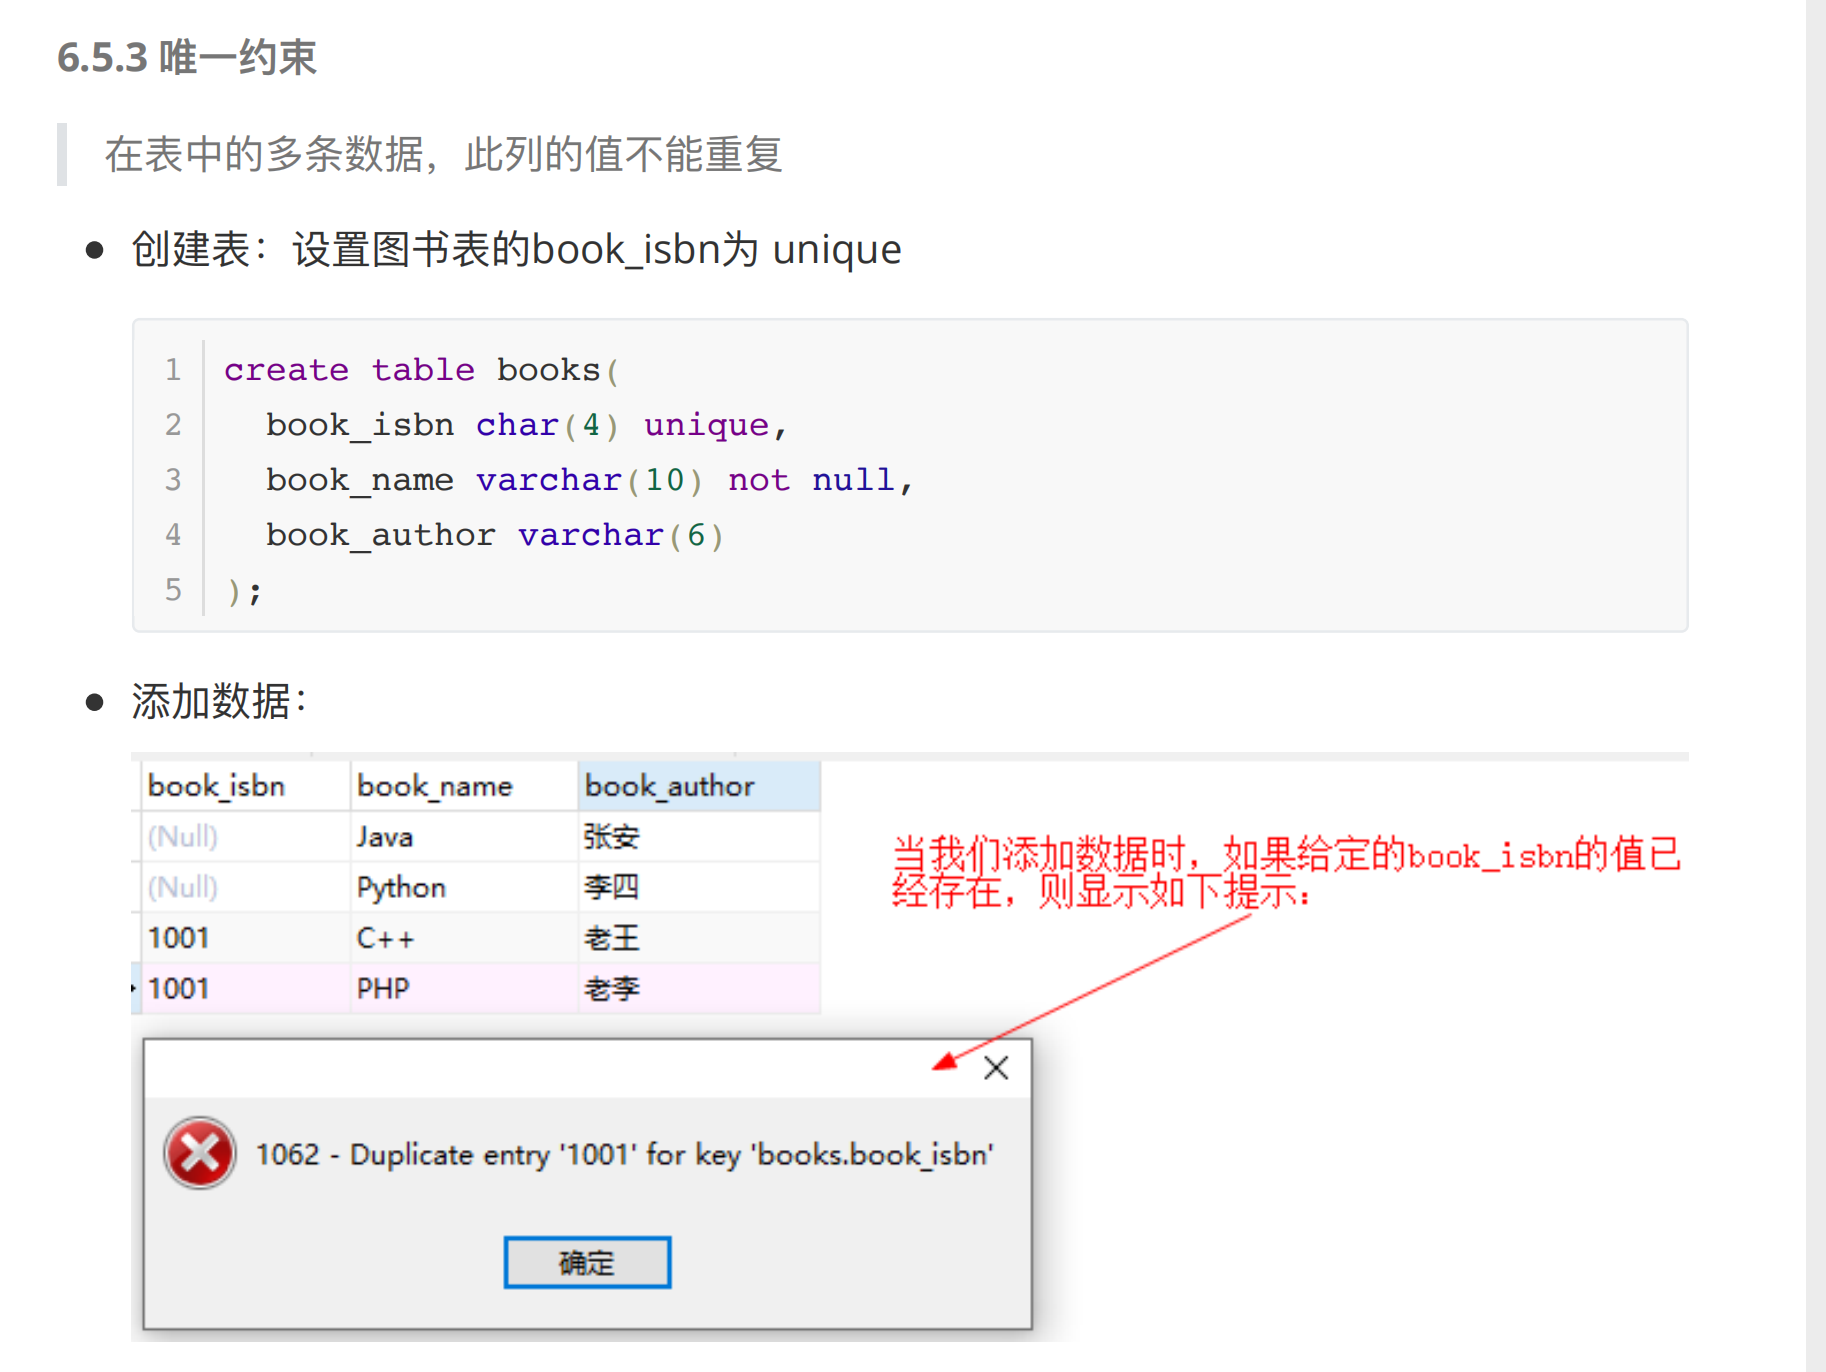 6.5.3 唯一约束
在表中的多条数据，此列的值不能重复
创建表：设置图书表的book_isbn为 unique
1 create table books(
2   book_isbn char(4) unique,
3   book_name varchar(10) not null,
4   book_author varchar(6)
5 );
添加数据：
book_isbn book_name book_author
(Null) Java 张安
(Null) Python 李四
1001 C++ 老王
1001 PHP 老李
当我们添加数据时，如果给定的book_isbn的值已
经存在，则显示如下提示：
1062 - Duplicate entry '1001' for key 'books.book_isbn'
确定